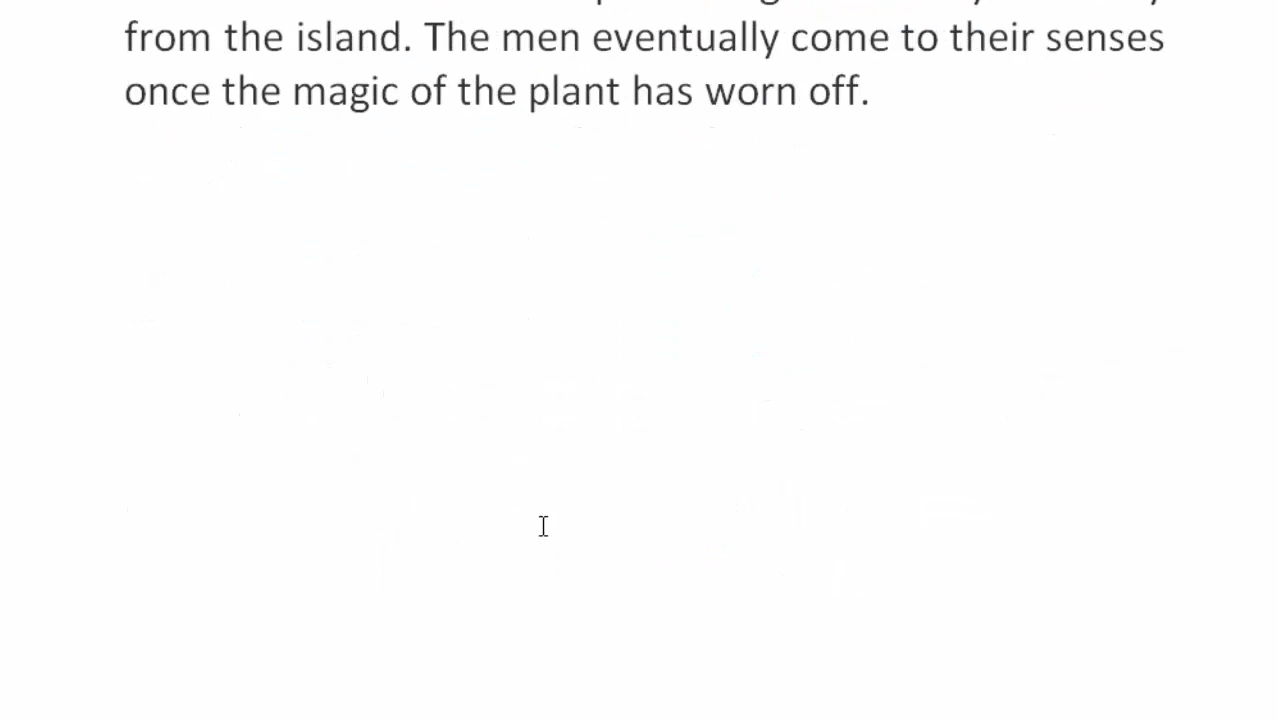 from the island. The men eventually come to their senses
once the magic of the plant has worn off.